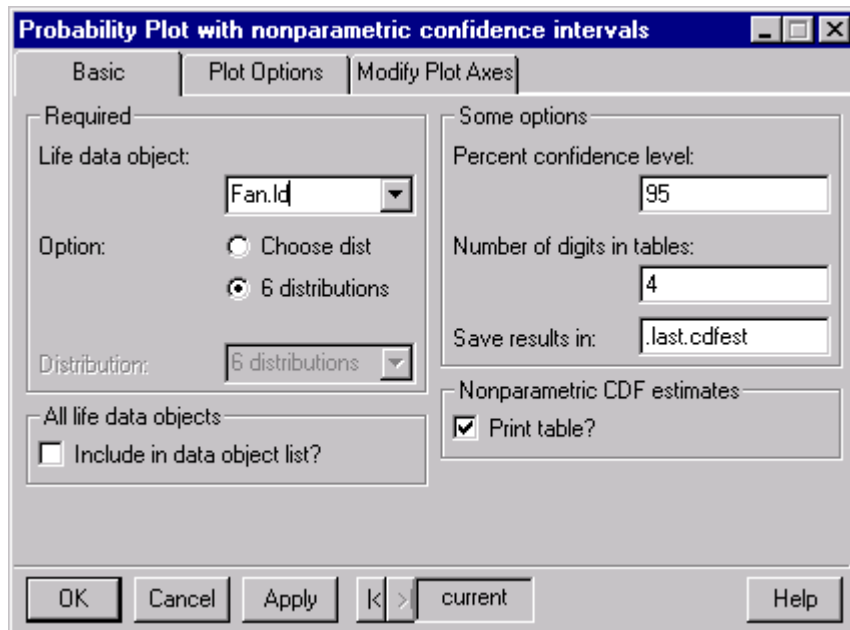 Probability Plot with nonparametric confidence intervals
Basic
Plot Options
Modify Plot Axes
Required
Life data object:
Fan.ld
Option:
Choose dist
6 distributions
Distribution:
6 distributions
All life data objects
Include in data object list?
Some options
Percent confidence level:
95
Number of digits in tables:
4
Save results in:
.last.cdfest
Nonparametric CDF estimates
Print table?
OK
Cancel
Apply
current
Help